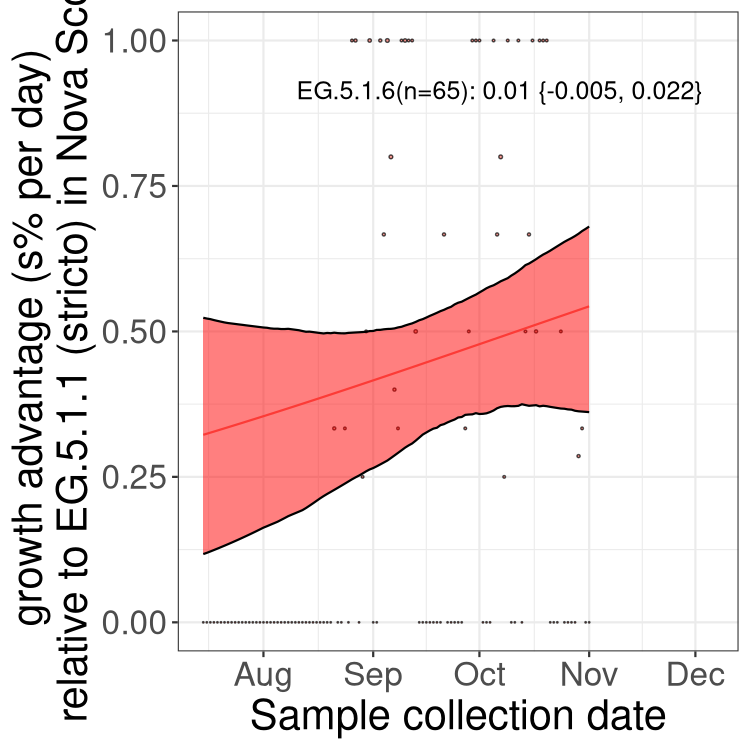 growth advantage (s% per day)
relative to EG.5.1.1 (stricto) in Nova Sco
1.00
0.75
0.50
0.25
0.00
EG.5.1.6(n=65): 0.01 {-0.005, 0.022}
Aug Sep Oct Nov Dec
Sample collection date